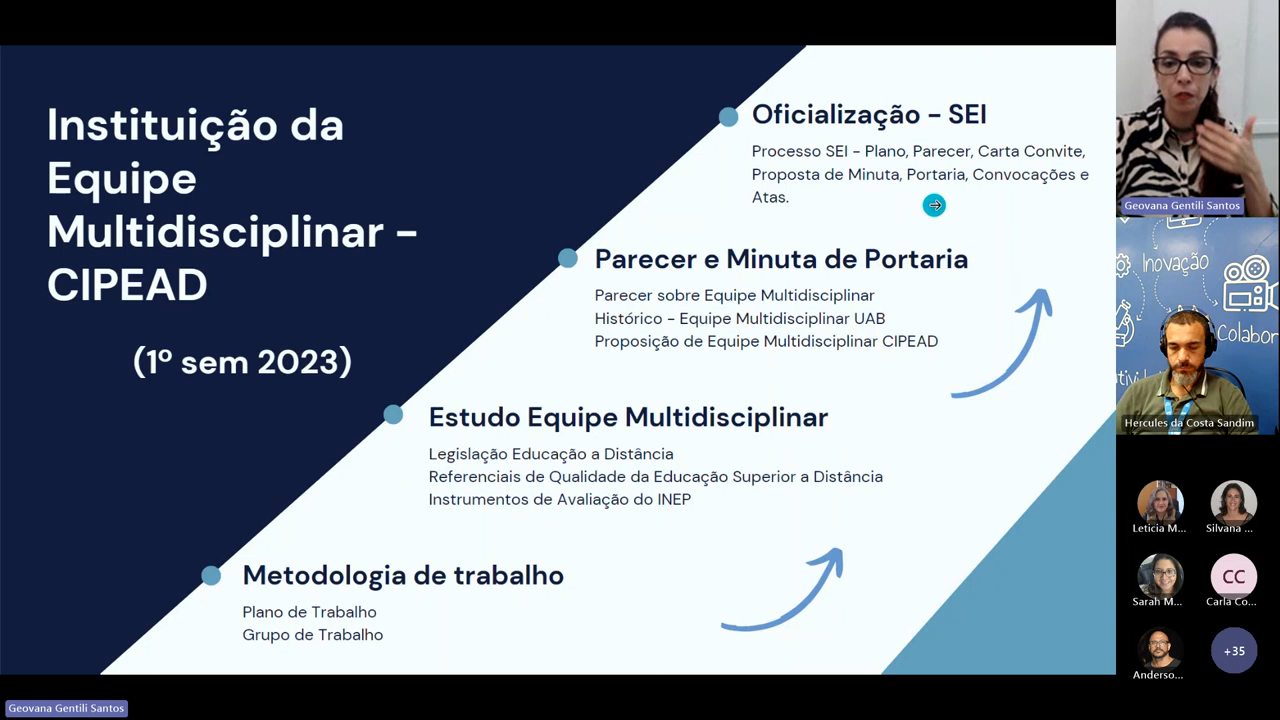 Instituição da
Equipe
Multidisciplinar -
CIPEAD
(1º sem 2023)
Oficialização - SEI
Processo SEI - Plano, Parecer, Carta Convite,
Proposta de Minuta, Portaria, Convocações e
Atas.
Parecer e Minuta de Portaria
Parecer sobre Equipe Multidisciplinar
Histórico - Equipe Multidisciplinar UAB
Proposição de Equipe Multidisciplinar CIPEAD
Estudo Equipe Multidisciplinar
Legislação Educação a Distância
Referenciais de Qualidade da Educação Superior a Distância
Instrumentos de Avaliação do INEP
Metodologia de trabalho
Plano de Trabalho
Grupo de Trabalho
Geovana Gentili Santos
Inovação
Colabor
Hercules da Costa Sandim
Leticia M...
Silvana ...
Sarah M...
CC
Carla Co...
Anderso...
+35
Geovana Gentili Santos